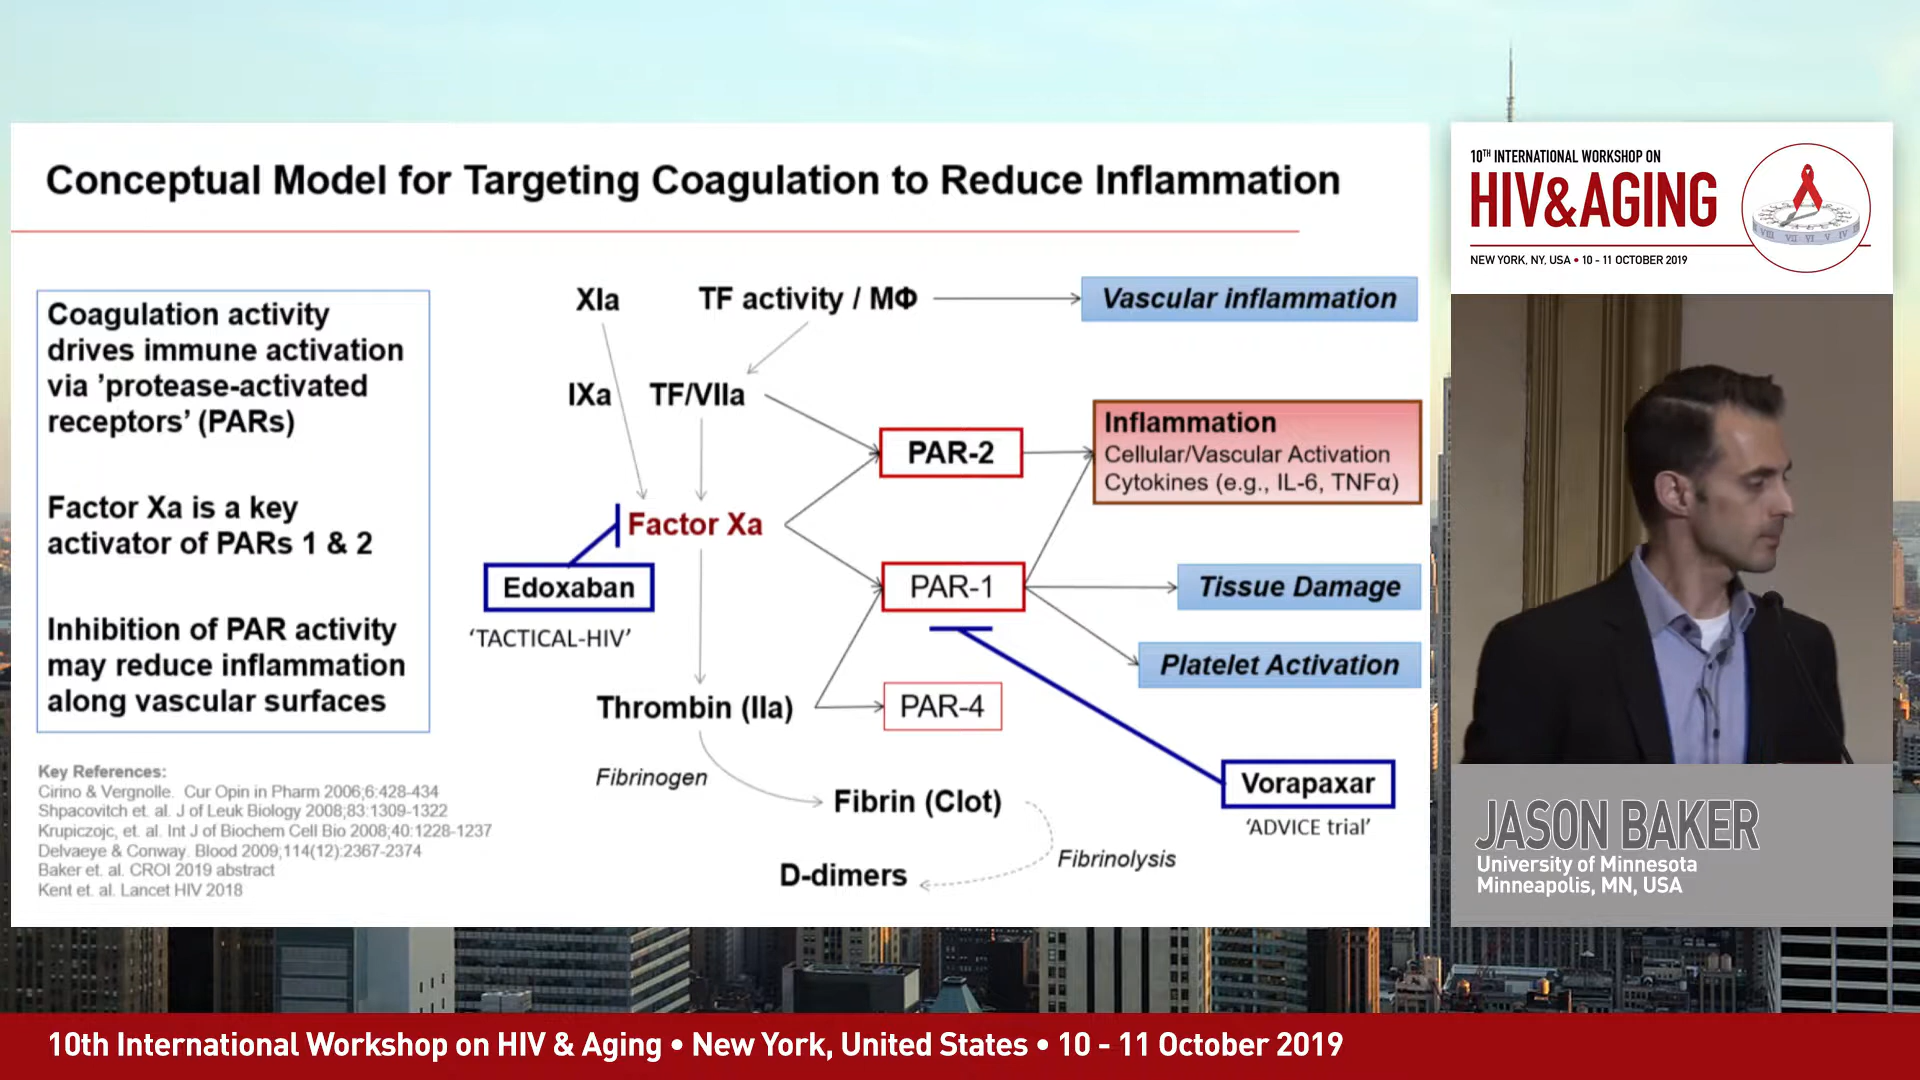 Conceptual Model for Targeting Coagulation to Reduce Inflammation
Coagulation activity
drives immune activation
via ’protease-activated
receptors’ (PARs)
Factor Xa is a key
activator of PARs 1 & 2
Inhibition of PAR activity
may reduce inflammation
along vascular surfaces
Key References:
Cirino & Vergnolle. Cur Opin in Pharm 2006;6:428-434
Shpacovitch et. al. J of Leuk Biology 2008;83:1309-1322
Krupiczojc, et. al. Int J of Biochem Cell Bio 2008;40:1228-1237
Delvaeye & Conway. Blood 2009;114(12):2367-2374
Baker et. al. CROI 2019 abstract
Kent et. al. Lancet HIV 2018
XIa
TF activity / MΦ
Vascular inflammation
IXa
TF/VIIa
PAR-2
Inflammation
Cellular/Vascular Activation
Cytokines (e.g., IL-6, TNFα)
Factor Xa
Edoxaban
‘TACTICAL-HIV’
PAR-1
Tissue Damage
Platelet Activation
Thrombin (IIa)
PAR-4
Fibrinogen
Fibrin (Clot)
Vorapaxar
‘ADVICE trial’
Fibrinolysis
D-dimers
10TH INTERNATIONAL WORKSHOP ON
HIV&AGING
NEW YORK, NY, USA • 10 - 11 OCTOBER 2019
VIII VII VI V IV
JASON BAKER
University of Minnesota
Minneapolis, MN, USA
10th International Workshop on HIV & Aging • New York, United States • 10 - 11 October 2019